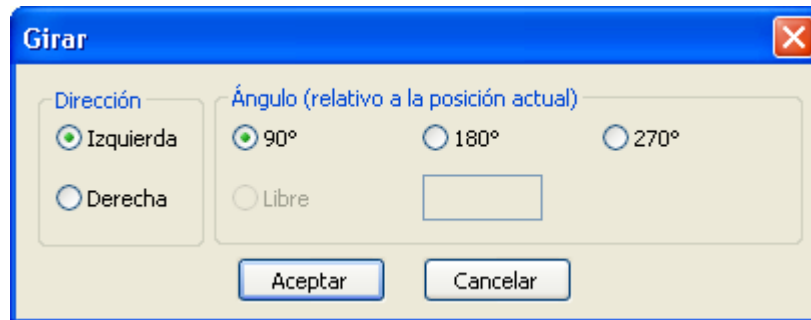 Girar
Dirección
Ángulo (relativo a la posición actual)
Izquierda
90°
180°
270°
Derecha
Libre
Aceptar
Cancelar